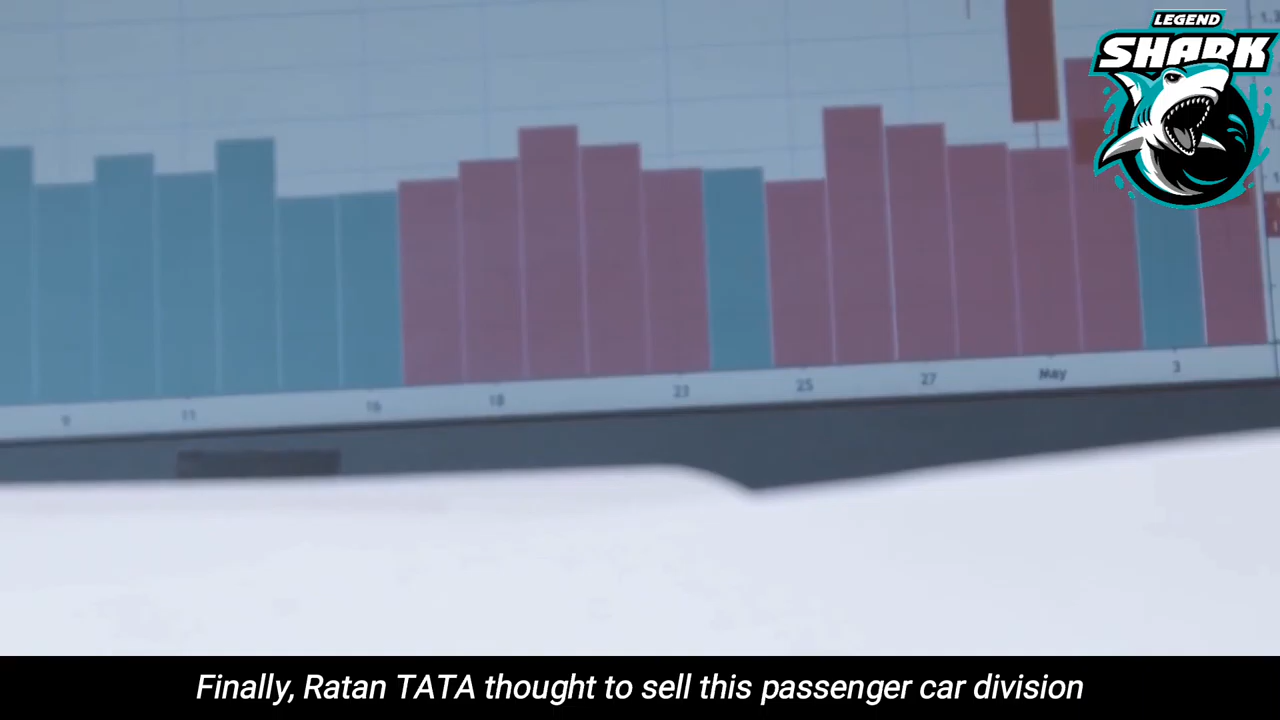 LEGEND
SHARK
9 11 16 18 23 25 27 May 3
Finally, Ratan TATA thought to sell this passenger car division